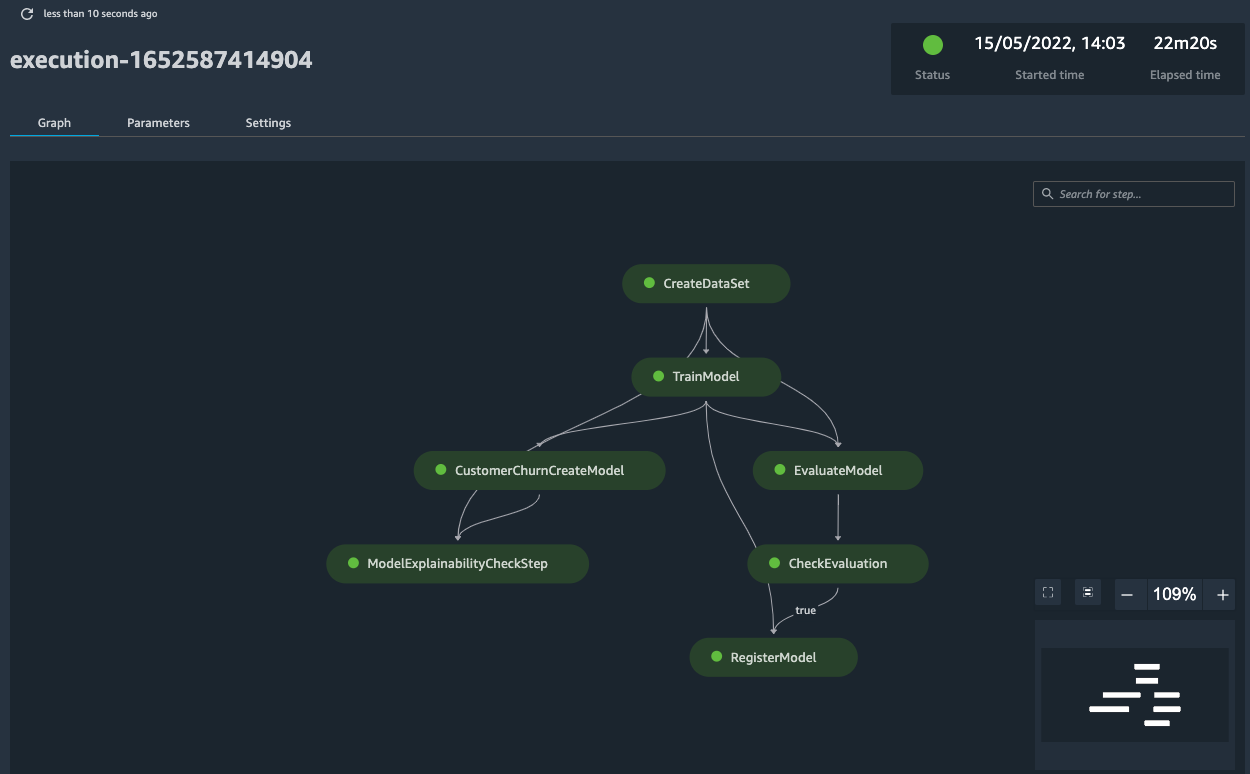 less than 10 seconds ago
execution-1652587414904
15/05/2022, 14:03 22m20s
Status Started time Elapsed time
Graph Parameters Settings
Search for step...
CreateDataSet
TrainModel
CustomerChurnCreateModel EvaluateModel
ModelExplainabilityCheckStep CheckEvaluation
109%
true
RegisterModel